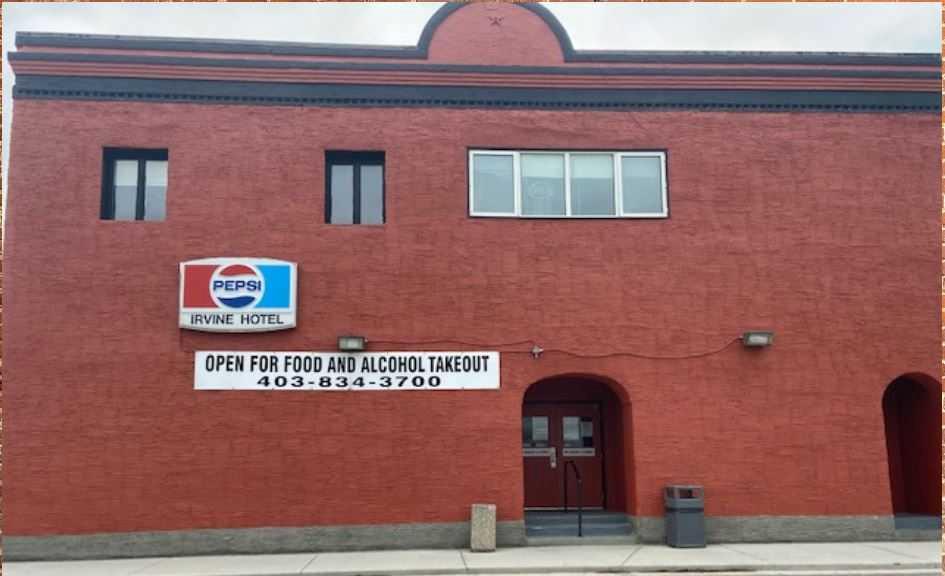 PEPSI
IRVINE HOTEL
OPEN FOR FOOD AND ALCOHOL TAKEOUT
403-834-3700